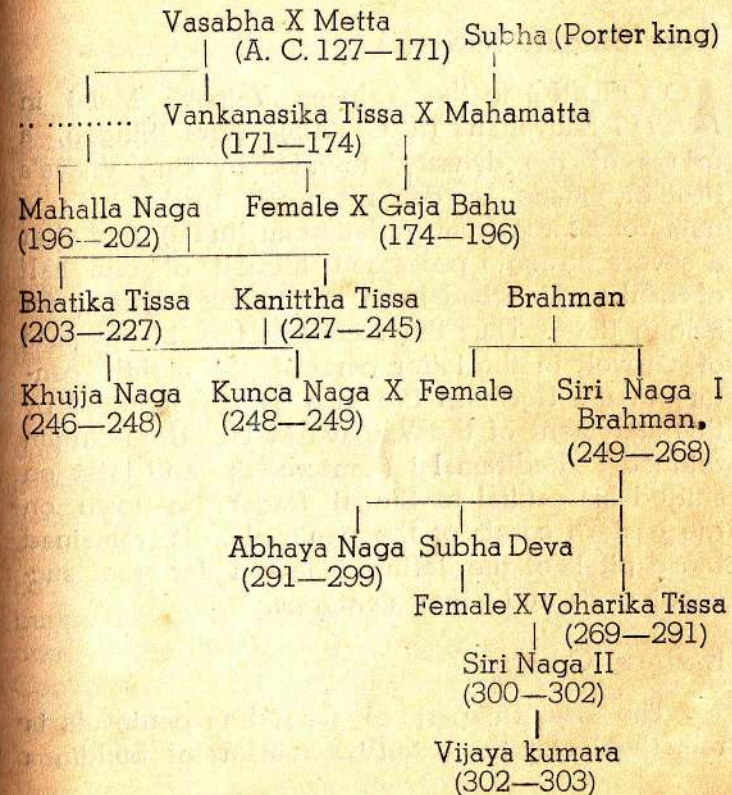 Vasabha X Metta Subha (Porter king)
(A. C. 127—171)
.. ......... Vankanasika Tissa X Mahamatta
(171—174)
Mahalla Naga Female X Gaja Bahu
(196---202) (174—196)
Bhatika Tissa Kanittha Tissa Brahman
(203—227) (227—245)
Khujja Naga Kunca Naga X Female Siri Naga I
(246—248) (248—249) Brahman.
(249—268)
Abhaya Naga Subha Deva
(291—299)
Female X Voharika Tissa
(269—291)
Siri Naga II
(300—302)
Vijaya kumara
(302—303)